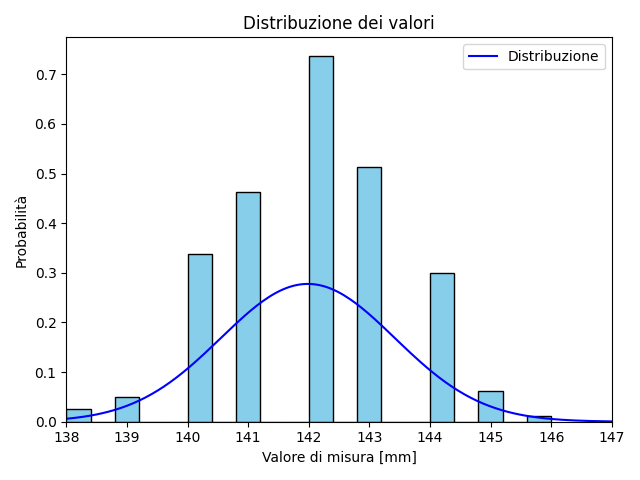 Distribuzione dei valori
Distribuzione
Probabilità
0.7
0.6
0.5
0.4
0.3
0.2
0.1
0.0
138 139 140 141 142 143 144 145 146 147
Valore di misura [mm]